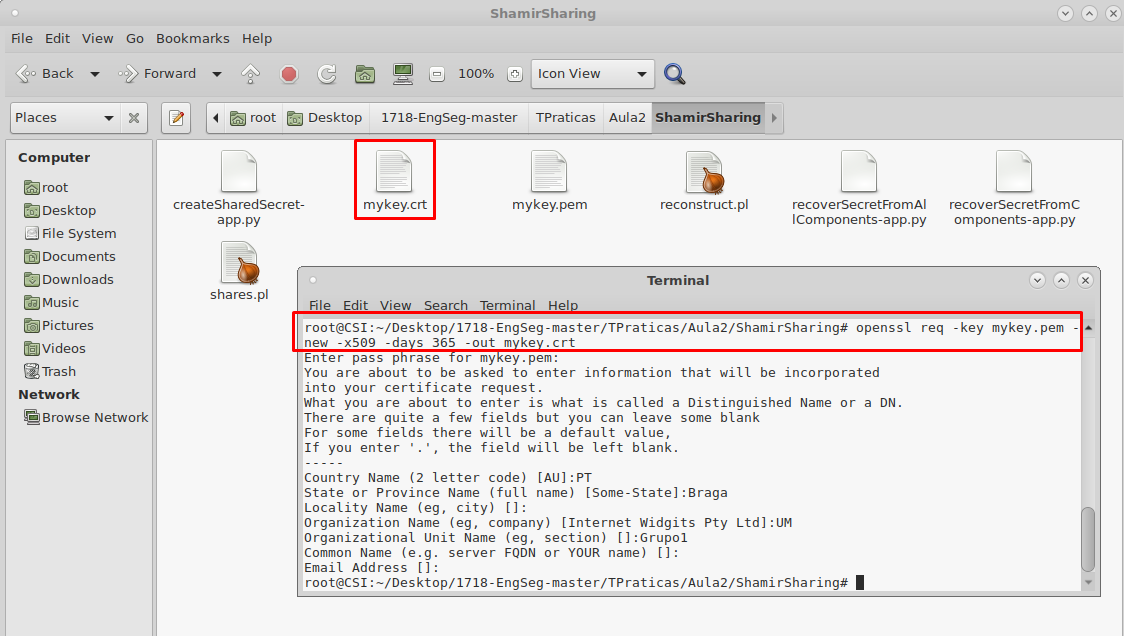 ShamirSharing
File Edit View Go Bookmarks Help
Back Forward 100% Icon View
Places root Desktop 1718-EngSeg-master TPraticas Aula2 ShamirSharing
Computer
root
Desktop
File System
Documents
Downloads
Music
Pictures
Videos
Trash
Network
Browse Network
createSharedSecret-
app.py
mykey.crt
mykey.pem
reconstruct.pl
recoverSecretFromAl
lComponents-app.py
recoverSecretFromC
omponents-app.py
shares.pl
Terminal
File Edit View Search Terminal Help
root@CSI:~/Desktop/1718-EngSeg-master/TPraticas/Aula2/ShamirSharing# openssl req -key mykey.pem -
new -x509 -days 365 -out mykey.crt
Enter pass phrase for mykey.pem:
You are about to be asked to enter information that will be incorporated
into your certificate request.
What you are about to enter is what is called a Distinguished Name or a DN.
There are quite a few fields but you can leave some blank
For some fields there will be a default value,
If you enter '.', the field will be left blank.
-----
Country Name (2 letter code) [AU]:PT
State or Province Name (full name) [Some-State]:Braga
Locality Name (eg, city) []:
Organization Name (eg, company) [Internet Widgits Pty Ltd]:UM
Organizational Unit Name (eg, section) []:Grupo1
Common Name (e.g. server FQDN or YOUR name) []:
Email Address []:
root@CSI:~/Desktop/1718-EngSeg-master/TPraticas/Aula2/ShamirSharing#